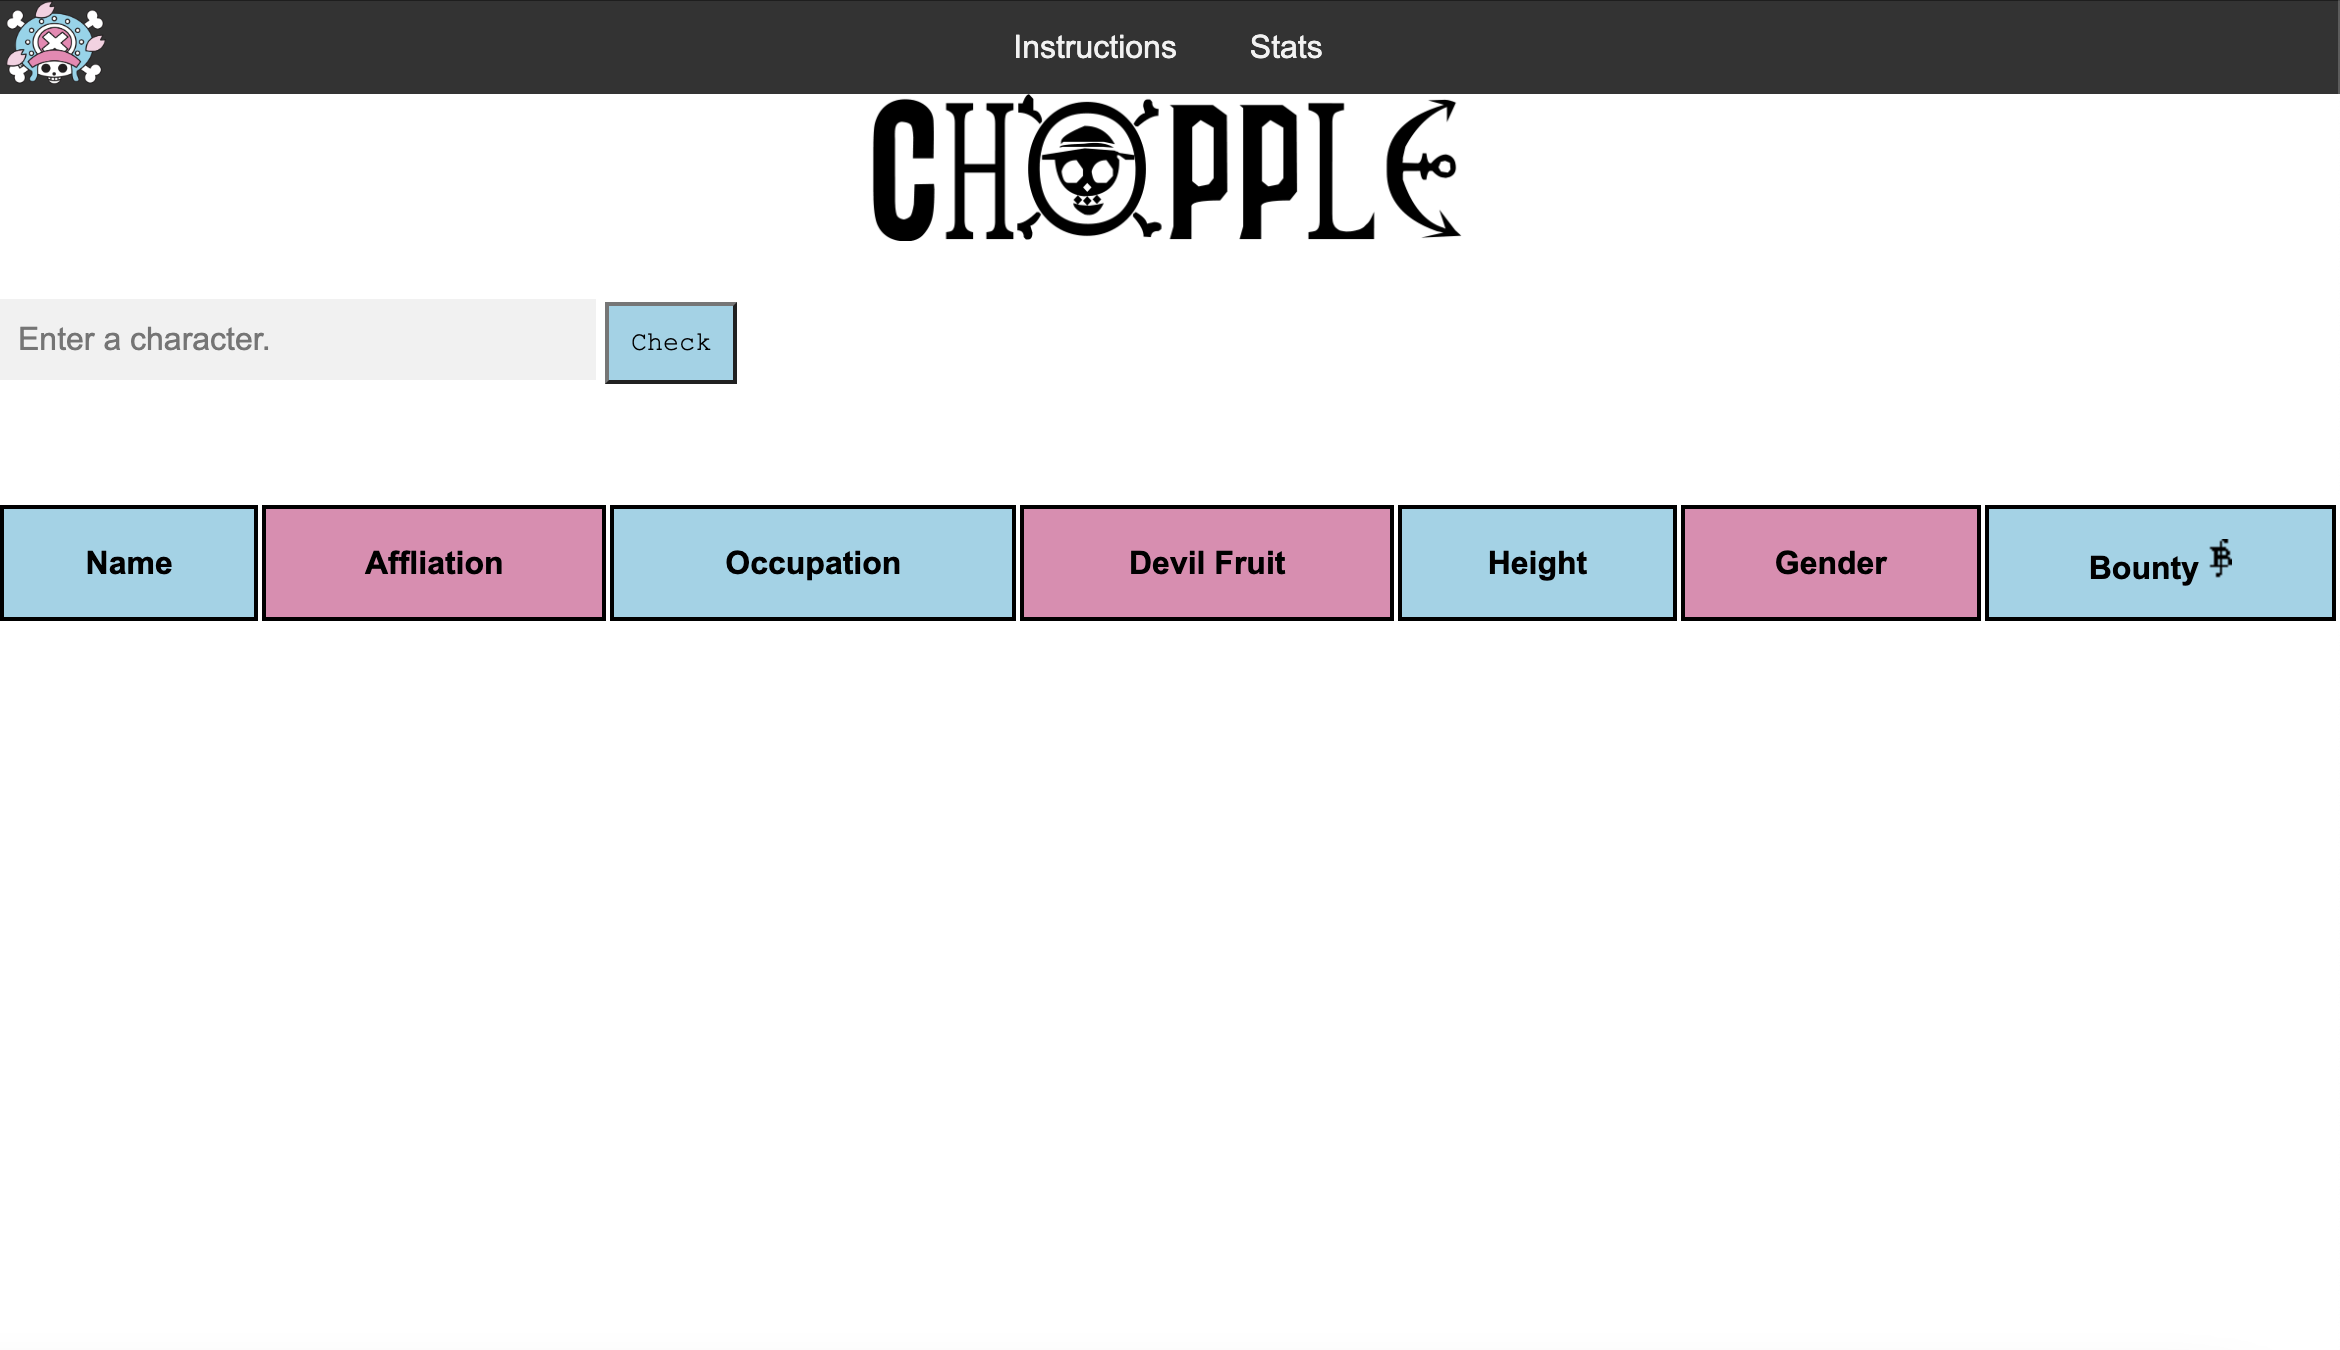 Instructions Stats
CHOPPLE
Enter a character. Check
Name Affliation Occupation Devil Fruit Height Gender Bounty